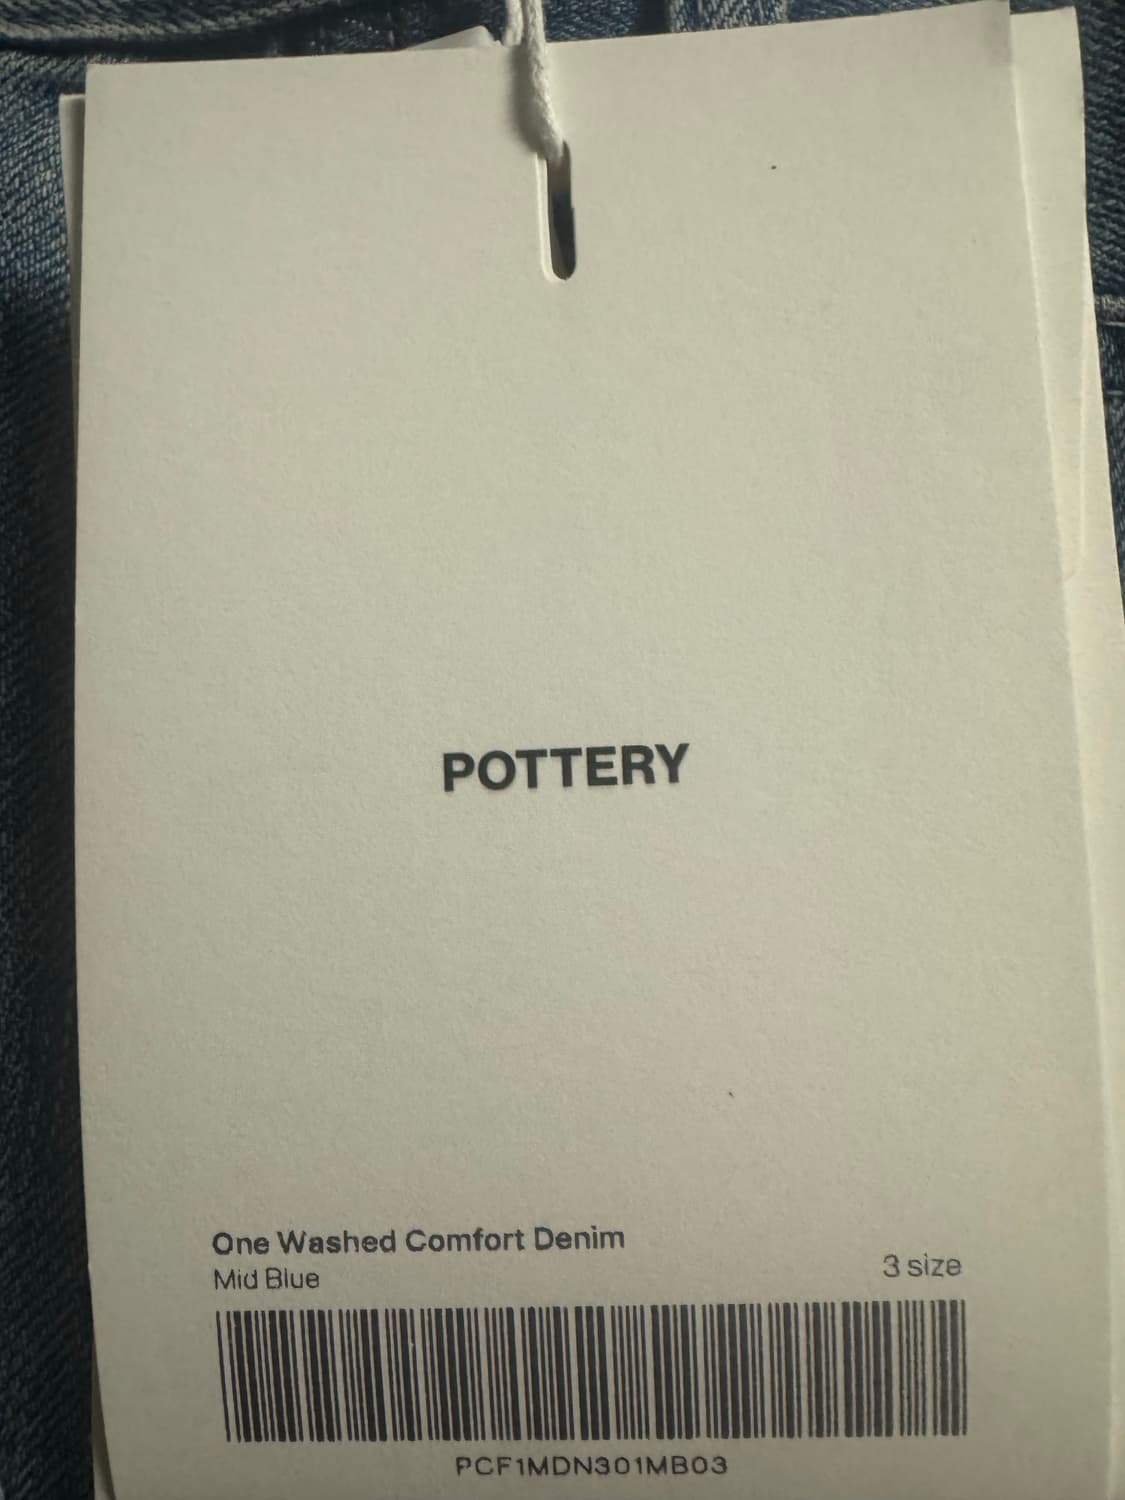 POTTERY
One Washed Comfort Denim
Mid Blue
3 size
PCF1MDN301MB03